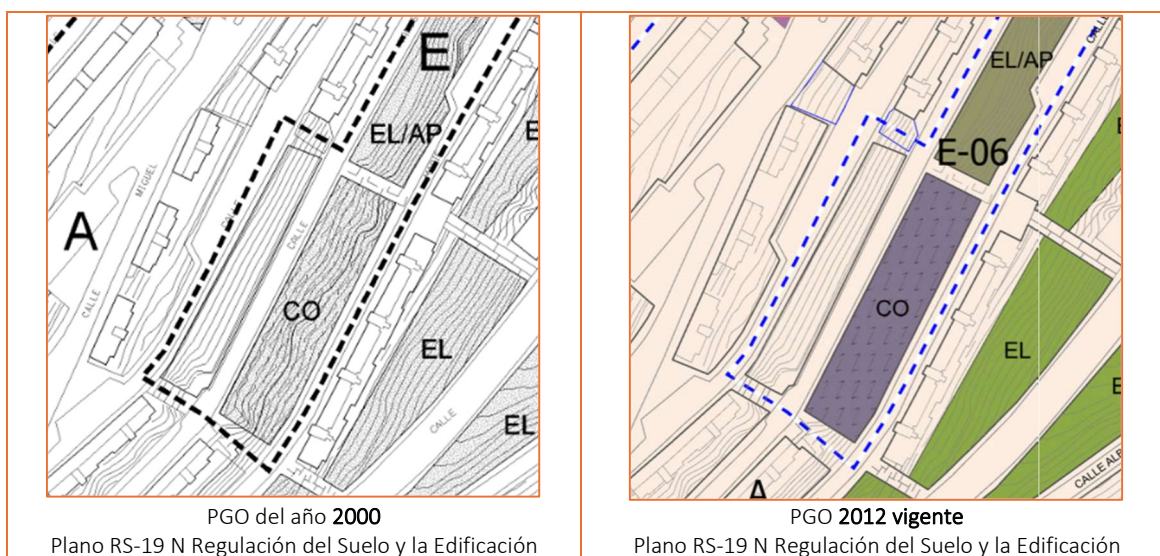 E
EL/AP
E
MIGUEL
CALLE
CALLE
A
CALLE
CO
EL
CALLE
EL
PGO del año 2000
Plano RS-19 N Regulación del Suelo y la Edificación
CALLE
EL/AP
E
E-06
CO
EL
E
CALLE ALB
A
PGO 2012 vigente
Plano RS-19 N Regulación del Suelo y la Edificación